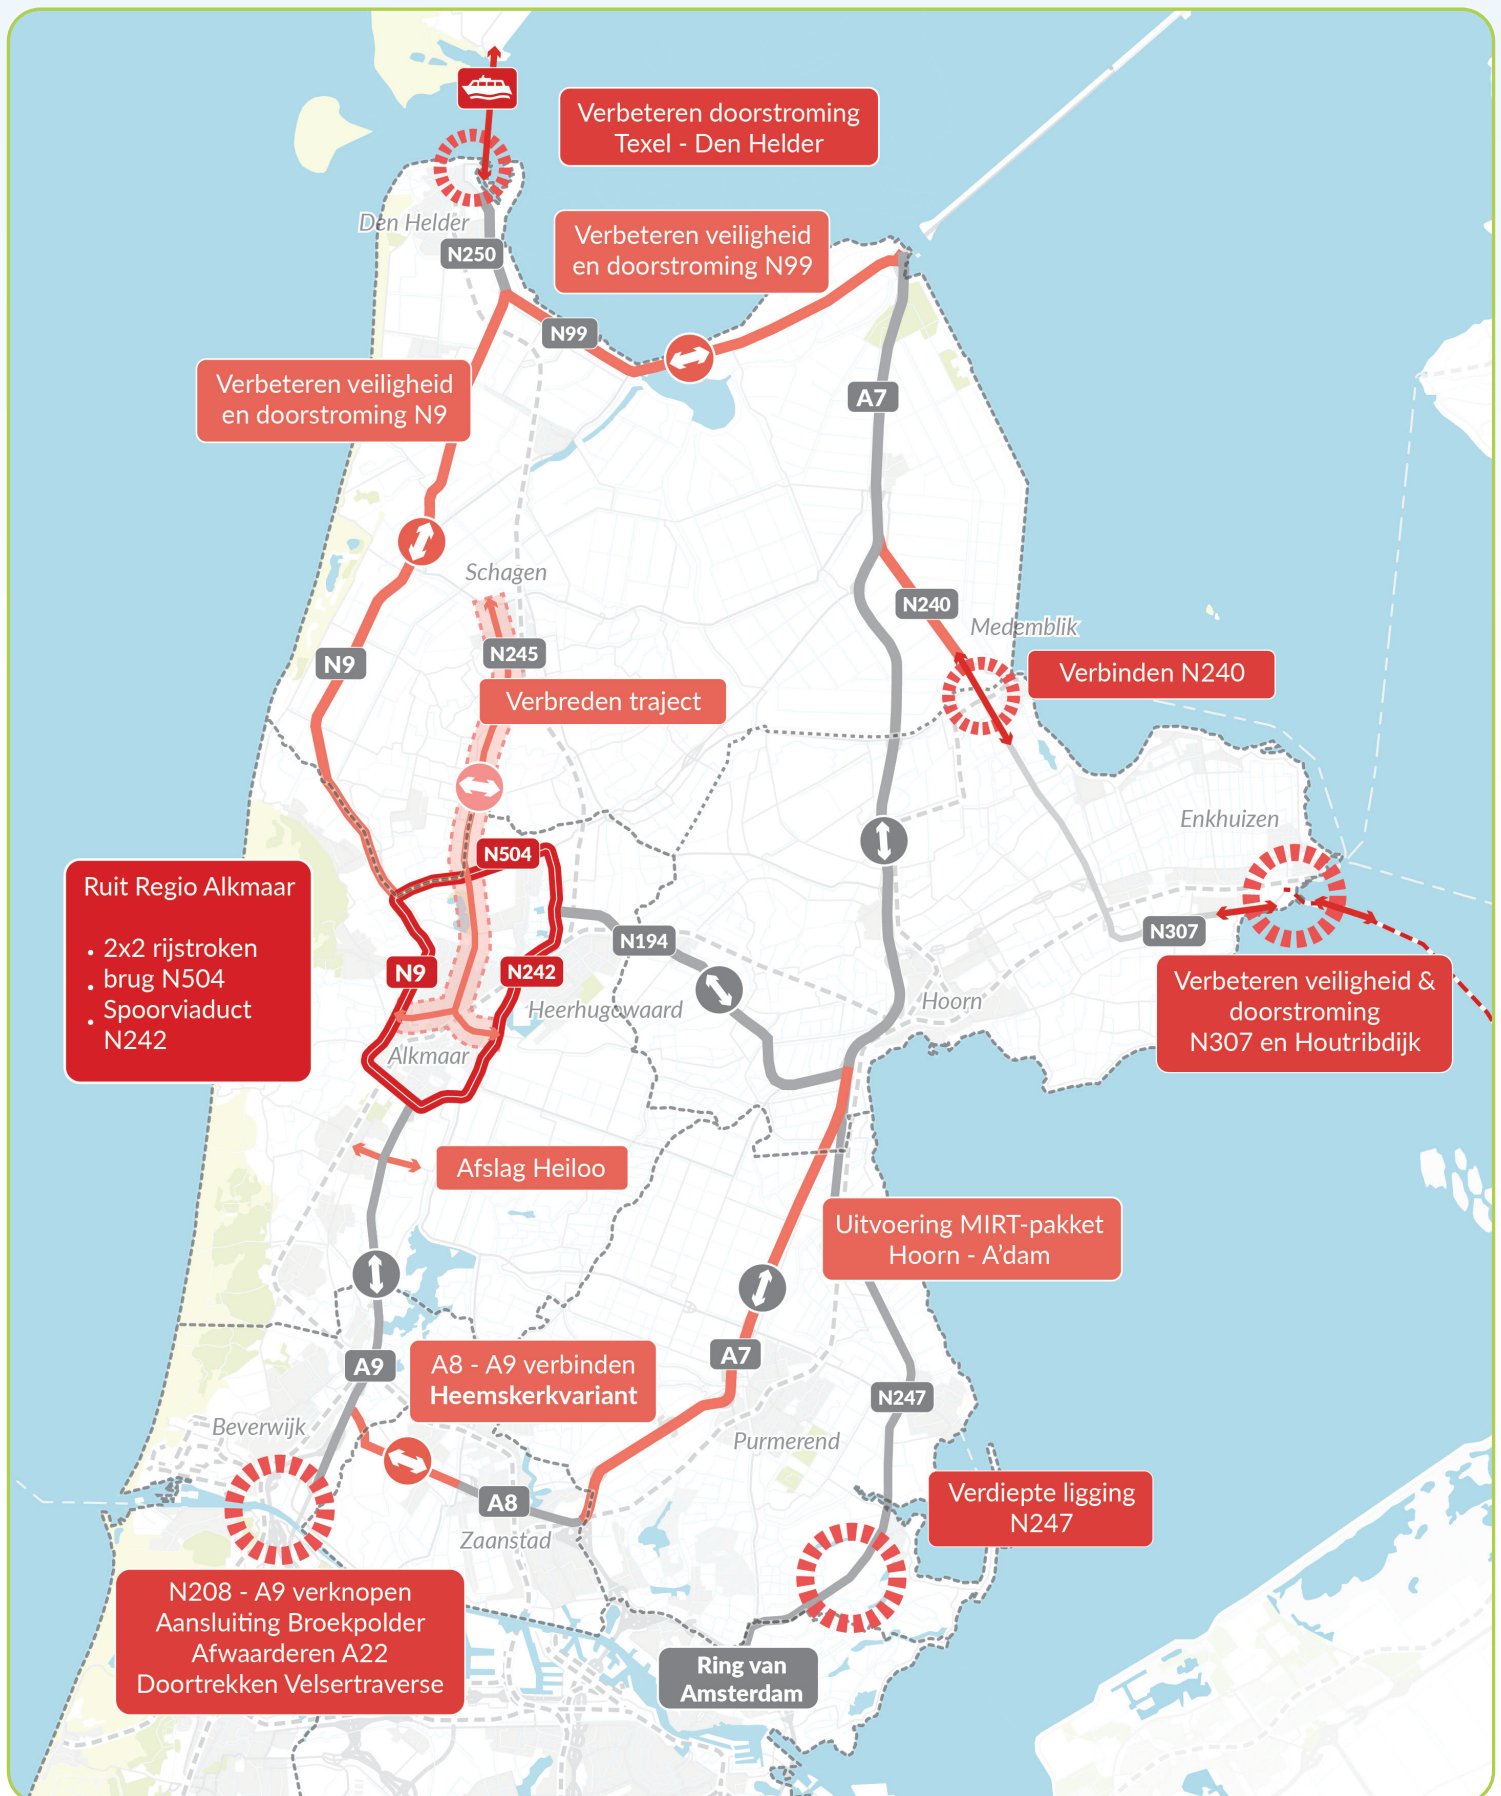 Verbeteren doorstroming
Texel - Den Helder
Den Helder
N250
Verbeteren veiligheid
en doorstroming N99
N99
Verbeteren veiligheid
en doorstroming N9
A7
Schagen
N240
Medemblik
N245
N9
Verbinden N240
Verbreden traject
Enkhuizen
N504
Ruit Regio Alkmaar
• 2x2 rijstroken
• brug N504
• Spoorviaduct
N242
N307
N194
N9
N242
Heerhugowaard
Hoorn
Verbeteren veiligheid &
doorstroming
N307 en Houtribdijk
Alkmaar
Afslag Heiloo
Uitvoering MIRT-pakket
Hoorn - A’dam
A7
A9
A8 - A9 verbinden
Heemskerkvariant
N247
Beverwijk
Purmerend
Verdiepte ligging
N247
A8
Zaanstad
N208 - A9 verknopen
Aansluiting Broekpolder
Afwaarderen A22
Doortrekken Velsertraverse
Ring van
Amsterdam